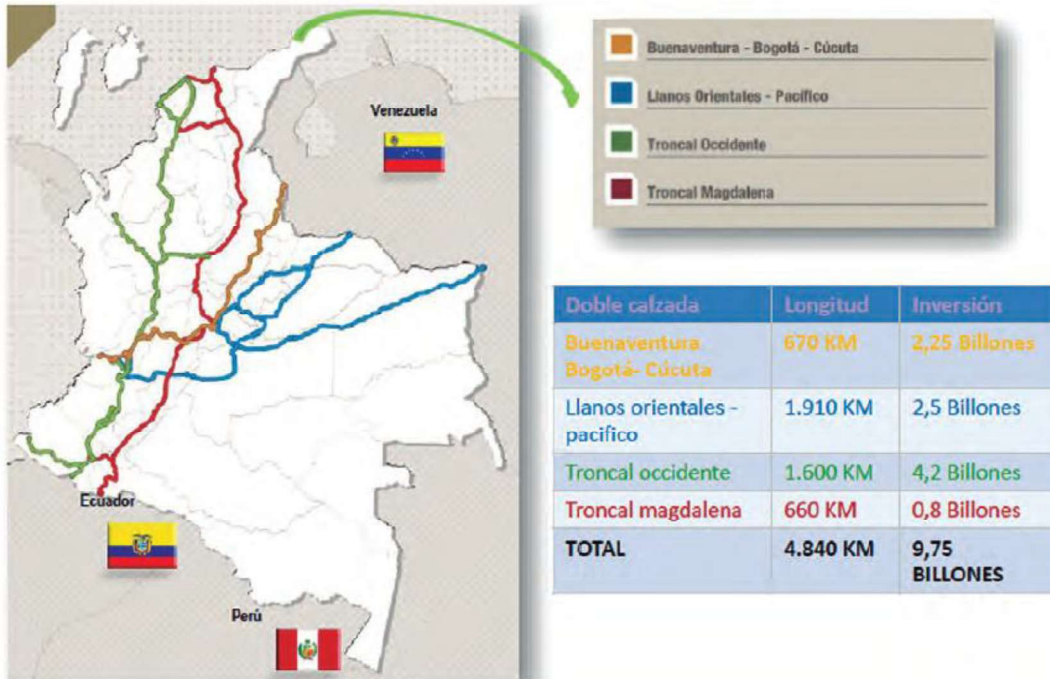 Venezuela
Ecuador
Perú
Buenaventura - Bogotá - Cúcuta
Llanos Orientales - Pacífico
Troncal Occidente
Troncal Magdalena
Doble calzada Longitud Inversión
Buenaventura 670 KM 2,25 Billones
Bogotá- Cúcuta
Llanos orientales - 1.910 KM 2,5 Billones
pacifico
Troncal occidente 1.600 KM 4,2 Billones
Troncal magdalena 660 KM 0,8 Billones
TOTAL 4.840 KM 9,75
BILLONES